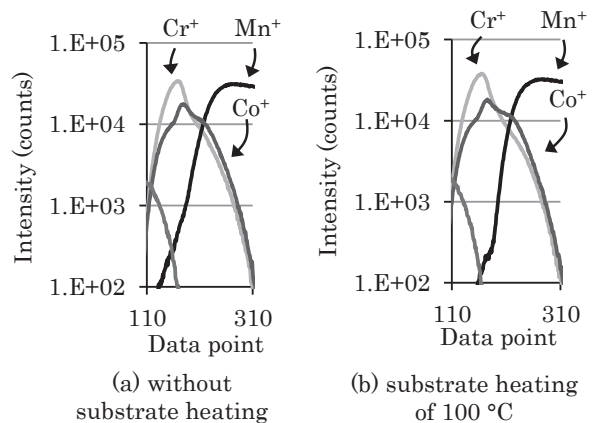 Cr⁺ Mn⁺
1.E+05
Co⁺
1.E+04
1.E+03
1.E+02
Intensity (counts)
110 310
Data point
(a) without
substrate heating
Cr⁺ Mn⁺
1.E+05
Co⁺
1.E+04
1.E+03
1.E+02
Intensity (counts)
110 310
Data point
(b) substrate heating
of 100 °C